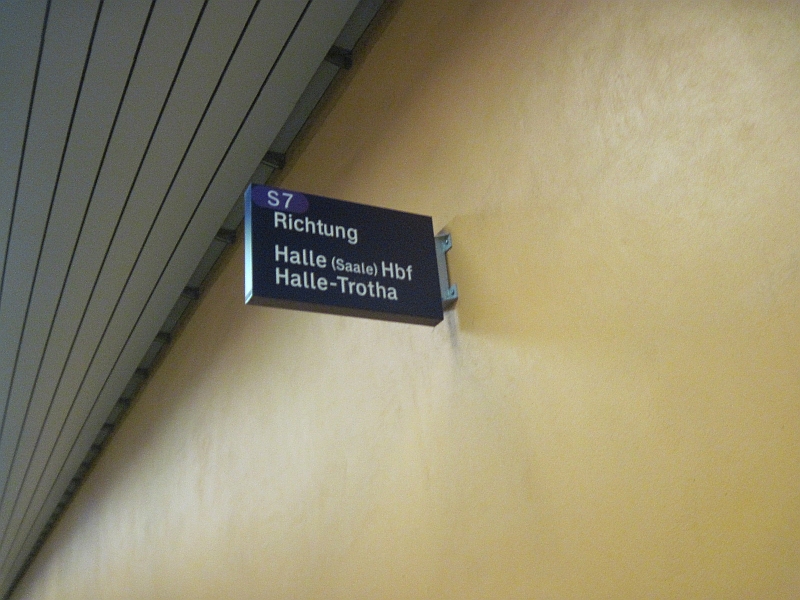 S7
Richtung
Halle (Saale) Hbf
Halle-Trotha